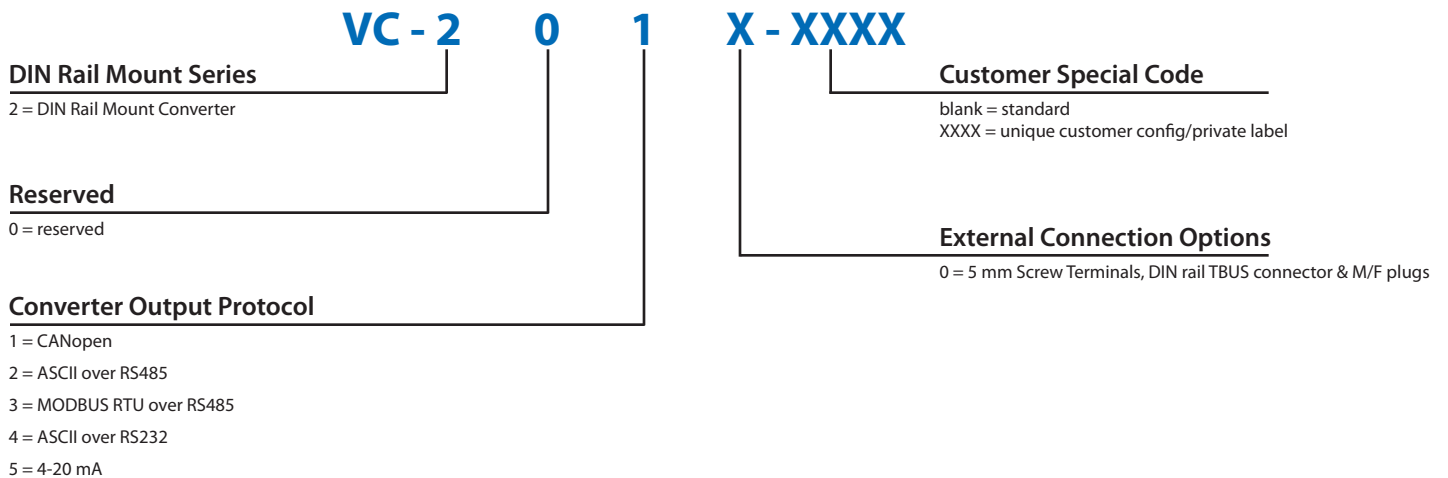 VC - 2 0 1 X - XXXX
DIN Rail Mount Series
2 = DIN Rail Mount Converter
Reserved
0 = reserved
Converter Output Protocol
1 = CANopen
2 = ASCII over RS485
3 = MODBUS RTU over RS485
4 = ASCII over RS232
5 = 4-20 mA
Customer Special Code
blank = standard
XXXX = unique customer config/private label
External Connection Options
0 = 5 mm Screw Terminals, DIN rail TBUS connector & M/F plugs